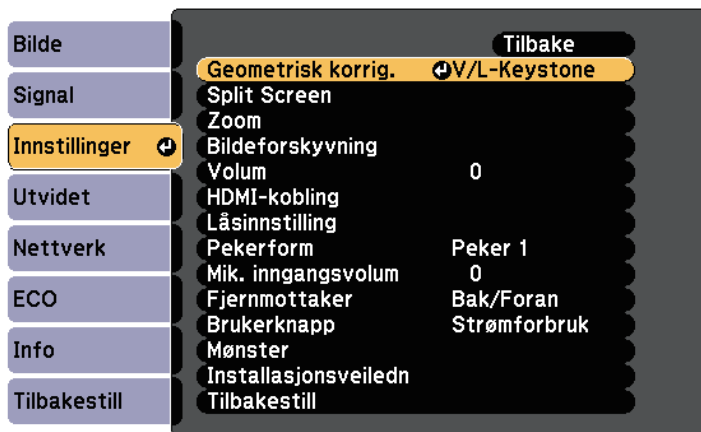 Bilde
Signal
Innstillinger
Utvidet
Nettverk
ECO
Info
Tilbakestill
Tilbake
Geometrisk korrig. V/L-Keystone
Split Screen
Zoom
Bildeforskyvning
Volum 0
HDMI-kobling
Låsinnstilling
Pekerform Peker 1
Mik. inngangsvolum 0
Fjernmottaker Bak/Foran
Brukerknapp Strømforbruk
Mønster
Installasjonsveiledn
Tilbakestill